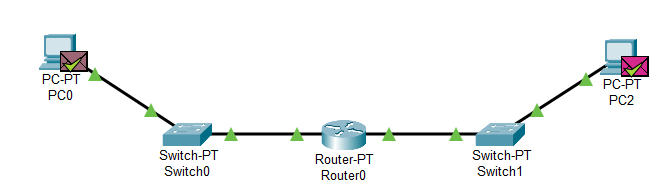 PC-PT
PC0
Switch-PT
Switch0
Router-PT
Router0
Switch-PT
Switch1
PC-PT
PC2